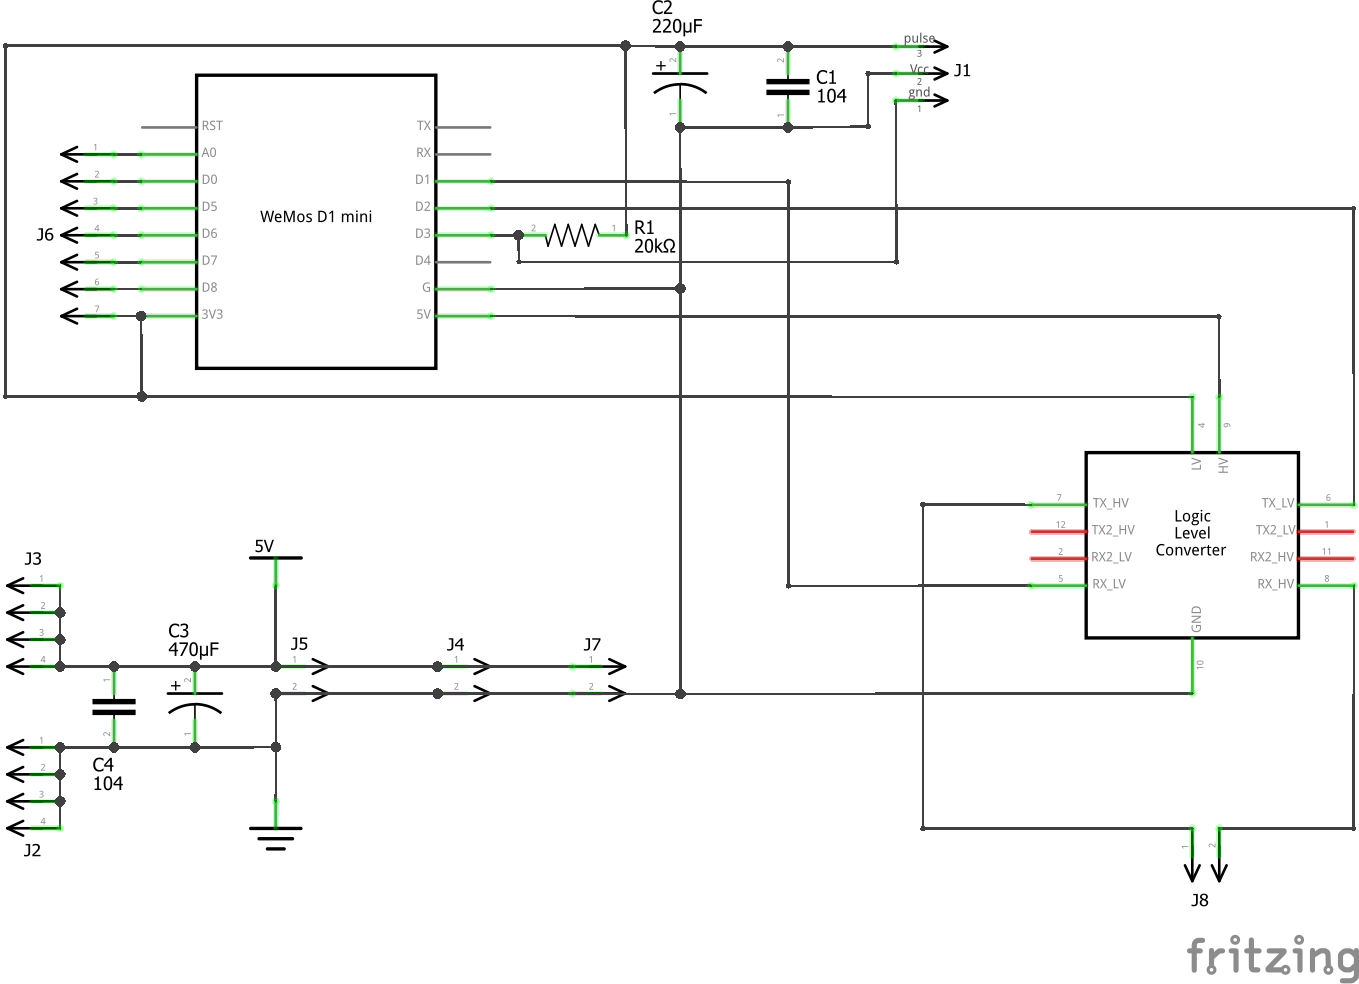 C2
220µF
pulse
3
Vcc
2
gnd
1
J1
2
1
C1
104
2
1
WeMos D1 mini
RST
A0
D0
D5
D6
D7
D8
3V3
TX
RX
D1
D2
D3
D4
G
5V
J6
1
2
3
4
5
6
7
2
1
R1
20kΩ
4
9
LV
HV
Logic
Level
Converter
7
TX_HV
12
TX2_HV
2
RX2_LV
5
RX_LV
TX_LV
6
TX2_LV
1
RX2_HV
11
RX_HV
8
GND
10
J3
1
2
3
4
5V
C3
470µF
2
1
J5
1
2
J4
1
2
J7
1
2
1
2
C4
104
1
2
3
4
J2
1
2
J8
fritzing